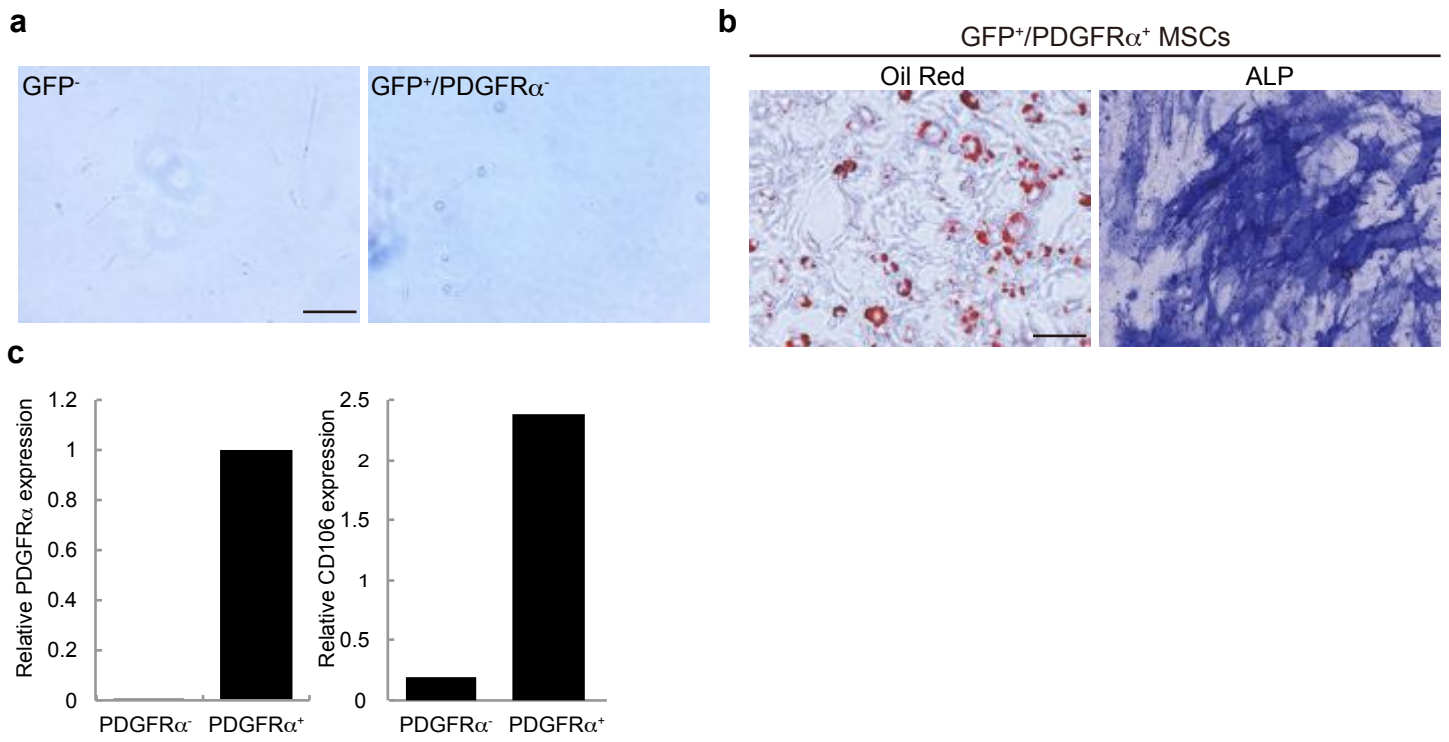 a
GFP⁻
GFP⁺/PDGFRα⁻
b
GFP⁺/PDGFRα⁺ MSCs
Oil Red
ALP
c
Relative PDGFRα expression
1.2
1
0.8
0.6
0.4
0.2
0
PDGFRα⁻ PDGFRα⁺
Relative CD106 expression
2.5
2
1.5
1
0.5
0
PDGFRα⁻ PDGFRα⁺